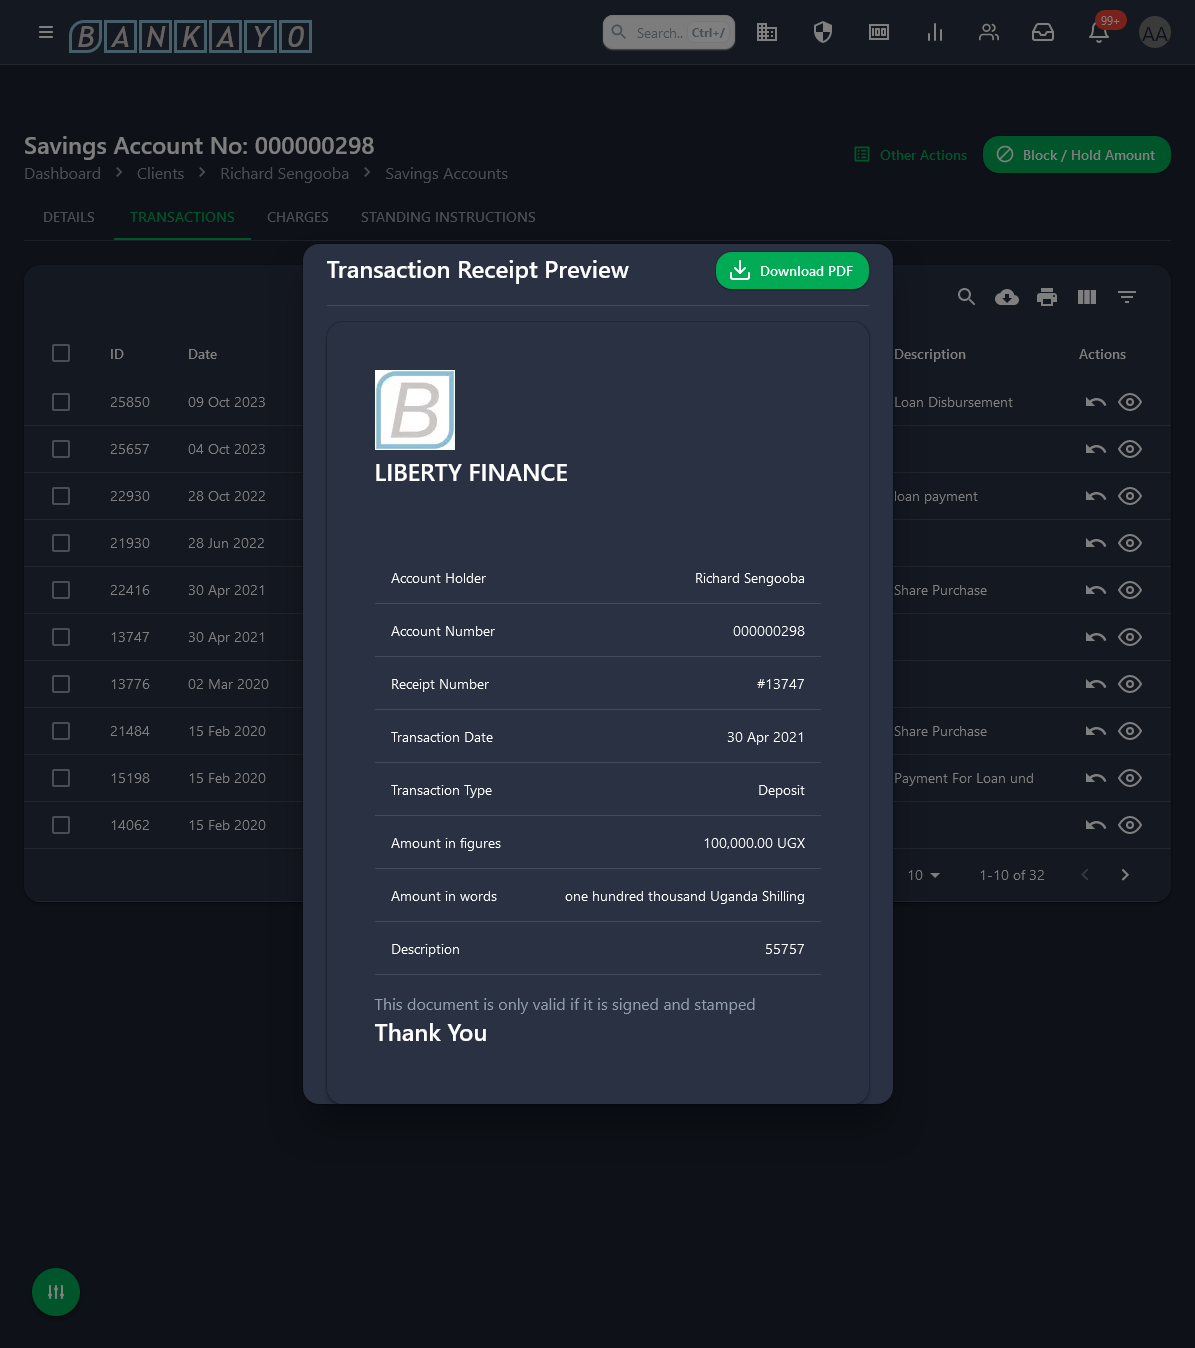 BANKAYO
Search..
Ctrl+/
99+
AA
Savings Account No: 000000298
Dashboard > Clients > Richard Sengooba > Savings Accounts
Other Actions
Block / Hold Amount
DETAILS
TRANSACTIONS
CHARGES
STANDING INSTRUCTIONS
Transaction Receipt Preview
Download PDF
B
LIBERTY FINANCE
Account Holder Richard Sengooba
Account Number 000000298
Receipt Number #13747
Transaction Date 30 Apr 2021
Transaction Type Deposit
Amount in figures 100,000.00 UGX
Amount in words one hundred thousand Uganda Shilling
Description 55757
This document is only valid if it is signed and stamped
Thank You
ID Date Description Actions
25850 09 Oct 2023 Loan Disbursement
25657 04 Oct 2023
22930 28 Oct 2022 loan payment
21930 28 Jun 2022
22416 30 Apr 2021 Share Purchase
13747 30 Apr 2021
13776 02 Mar 2020
21484 15 Feb 2020 Share Purchase
15198 15 Feb 2020 Payment For Loan und
14062 15 Feb 2020
10 1-10 of 32